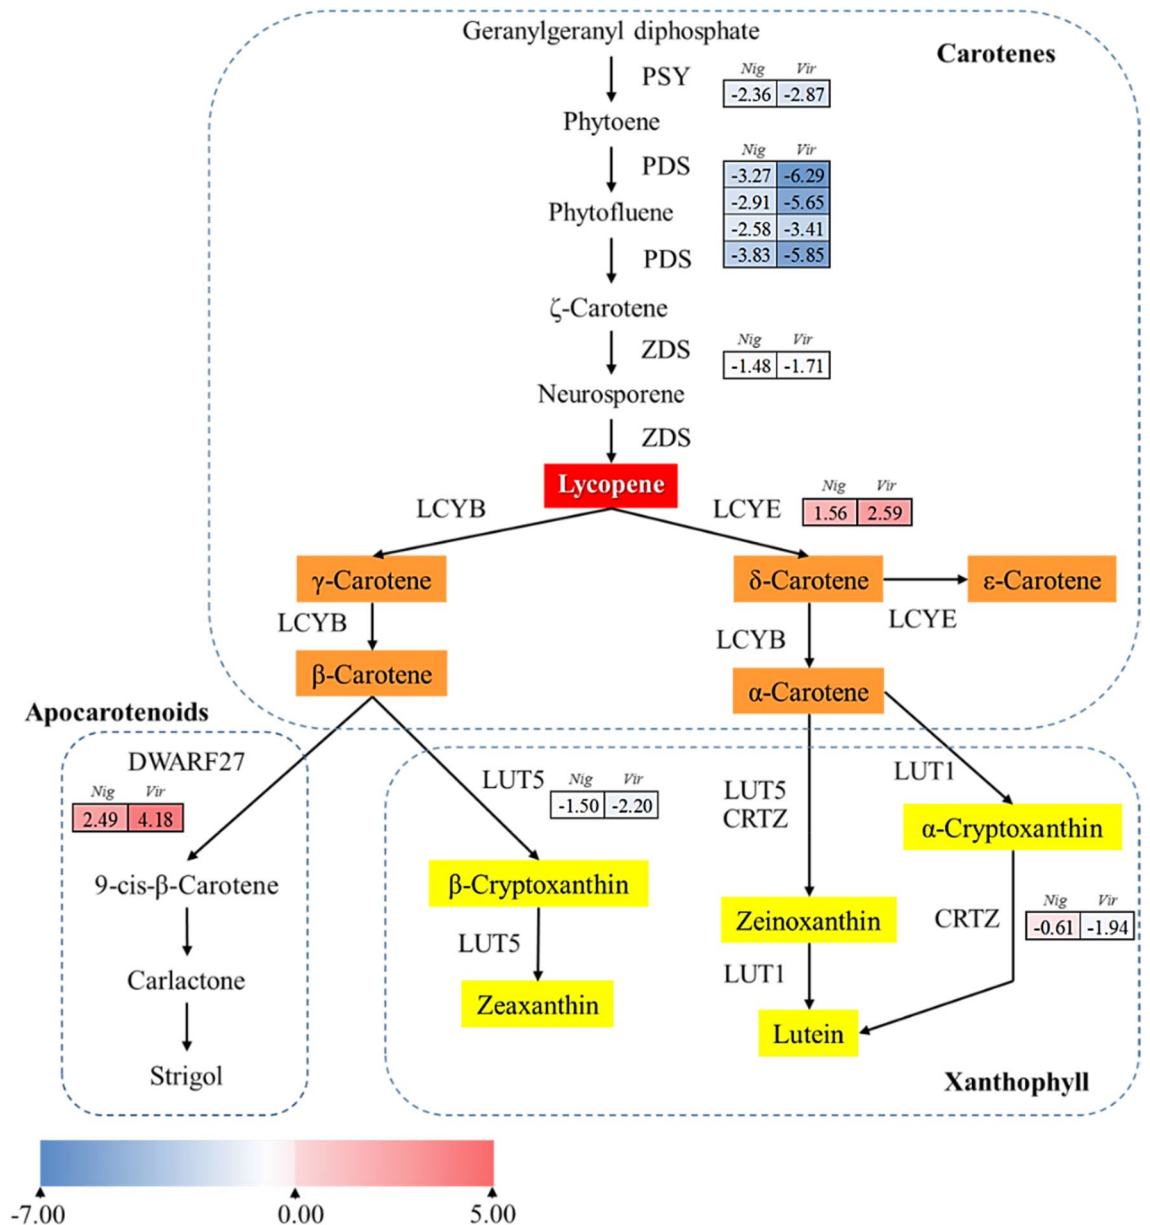 Geranylgeranyl diphosphate
Carotenes
PSY
Nig Vir
-2.36 -2.87
Phytoene
PDS
Nig Vir
-3.27 -6.29
-2.91 -5.65
-2.58 -3.41
-3.83 -5.85
Phytofluene
PDS
ζ-Carotene
ZDS
Nig Vir
-1.48 -1.71
Neurosporene
ZDS
Lycopene
LCYB
LCYE
Nig Vir
1.56 2.59
γ-Carotene
δ-Carotene
ε-Carotene
LCYB
LCYB
LCYE
β-Carotene
α-Carotene
Apocarotenoids
DWARF27
Nig Vir
2.49 4.18
LUT5
Nig Vir
-1.50 -2.20
LUT5
CRTZ
LUT1
α-Cryptoxanthin
9-cis-β-Carotene
β-Cryptoxanthin
Zeinoxanthin
CRTZ
Nig Vir
-0.61 -1.94
LUT5
LUT1
Carlactone
Zeaxanthin
Lutein
Strigol
Xanthophyll
-7.00 0.00 5.00